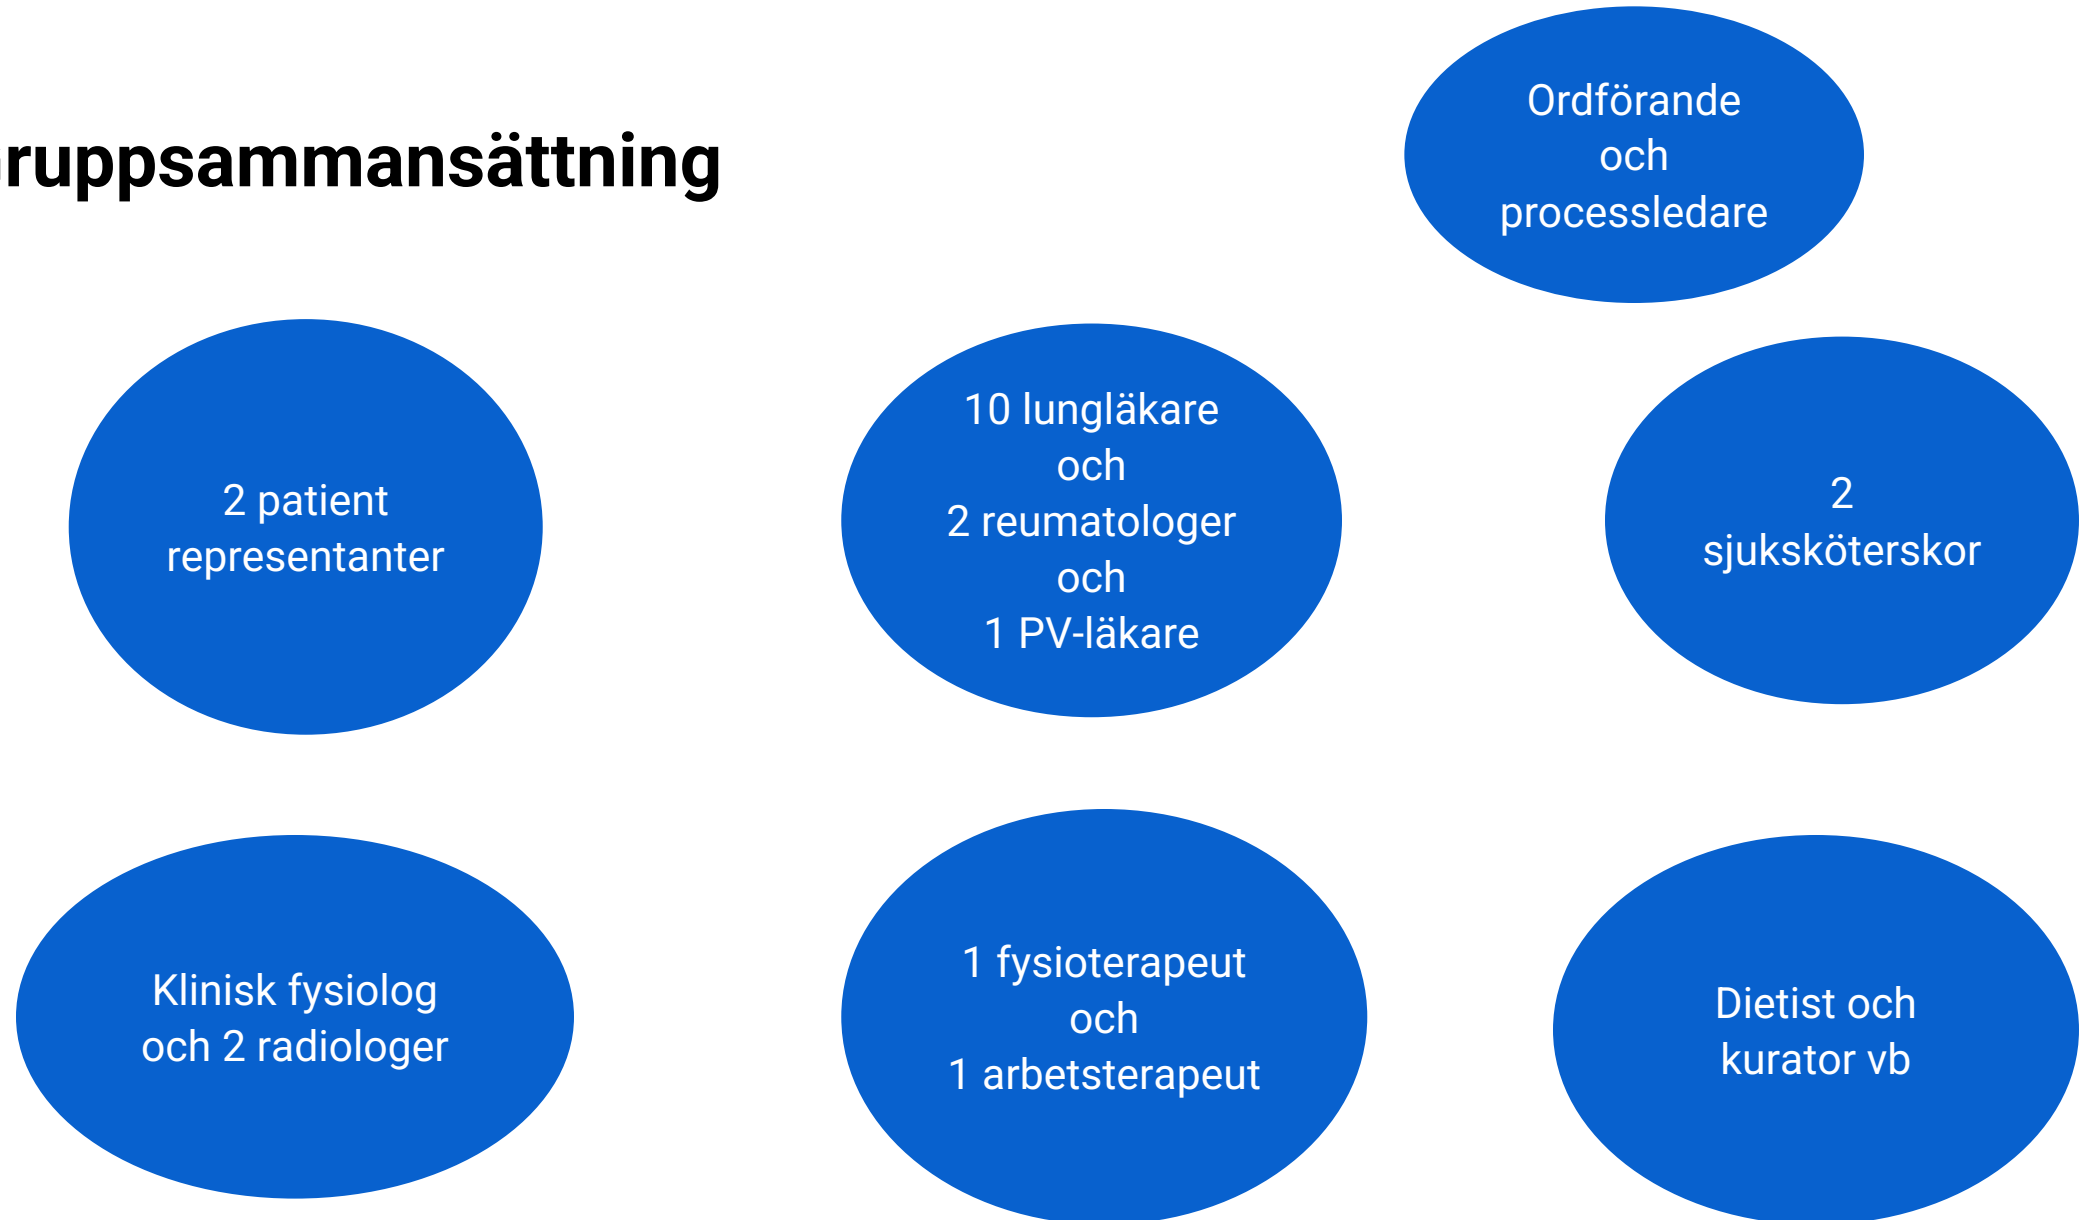 ruppsammansättning
Ordförande
och
processledare
2 patient
representanter
10 lungläkare
och
2 reumatologer
och
1 PV-läkare
2
sjuksköterskor
Klinisk fysiolog
och 2 radiologer
1 fysioterapeut
och
1 arbetsterapeut
Dietist och
kurator vb